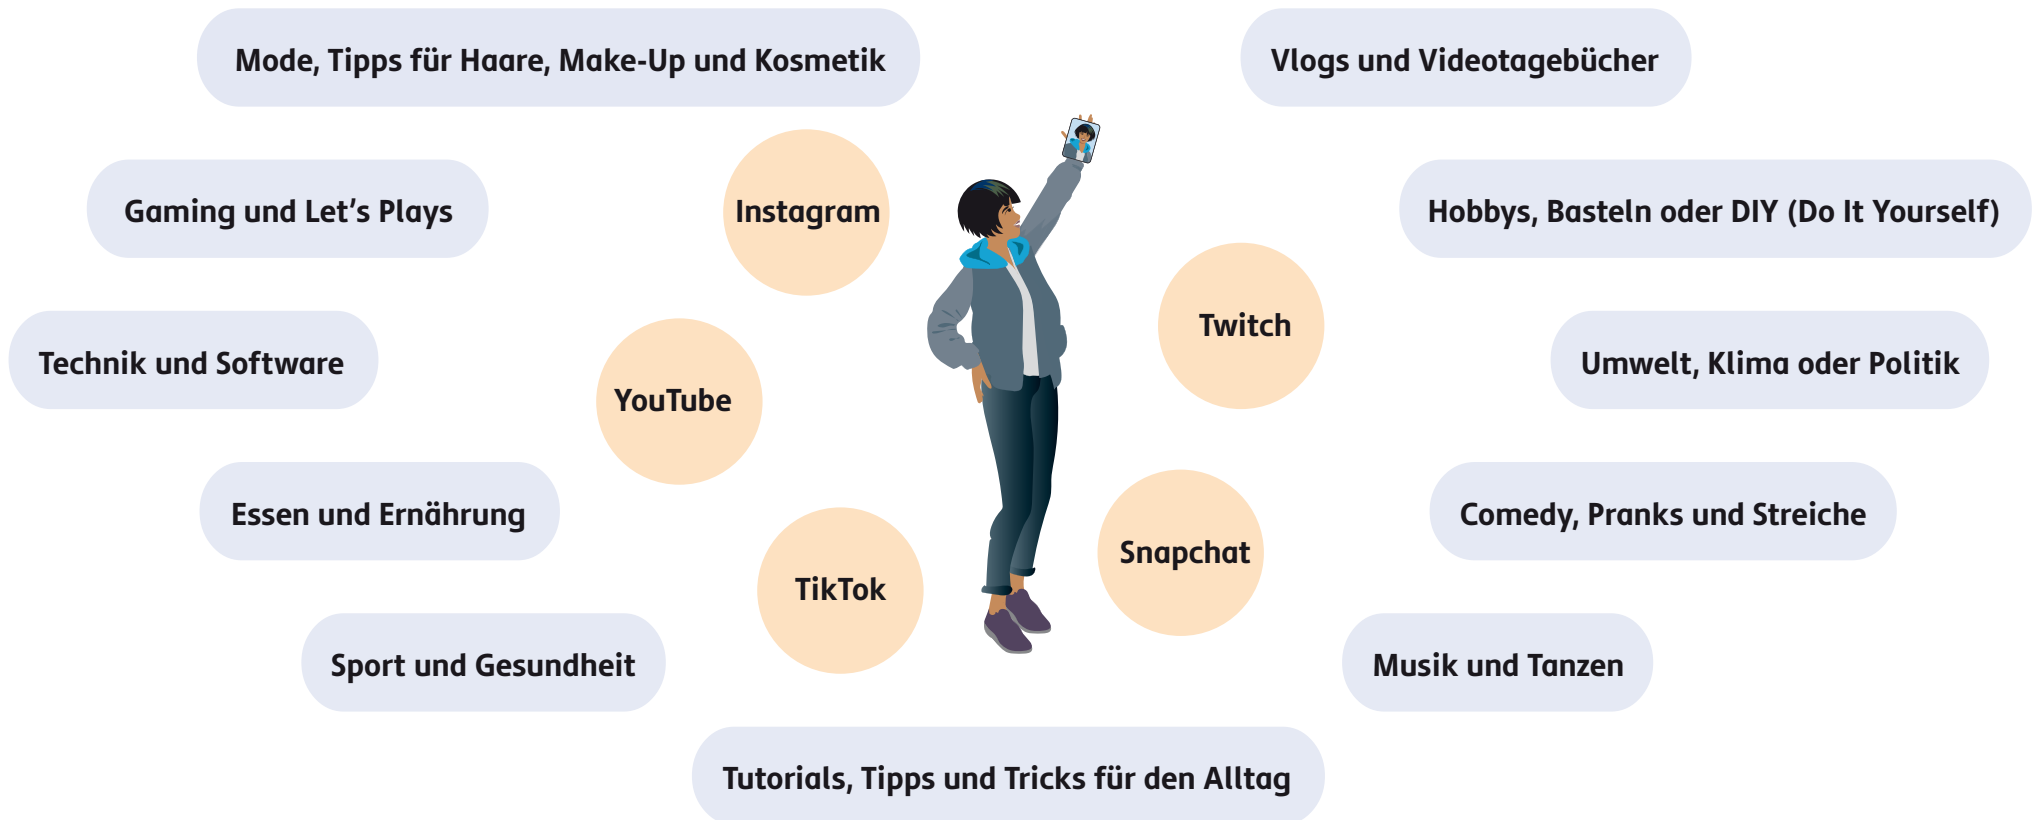 Mode, Tipps für Haare, Make-Up und Kosmetik
Vlogs und Videotagebücher
Gaming und Let’s Plays
Instagram
Hobbys, Basteln oder DIY (Do It Yourself)
Twitch
Technik und Software
YouTube
Umwelt, Klima oder Politik
Essen und Ernährung
Comedy, Pranks und Streiche
Snapchat
TikTok
Sport und Gesundheit
Musik und Tanzen
Tutorials, Tipps und Tricks für den Alltag